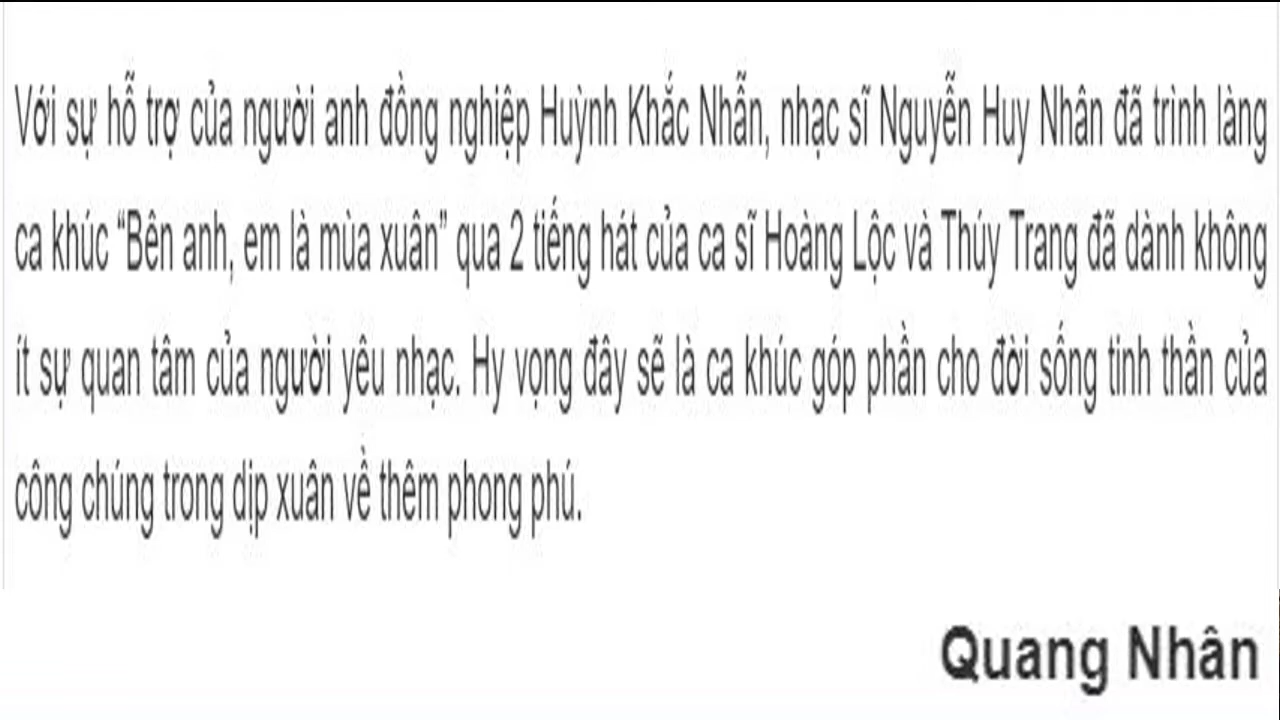 Với sự hỗ trợ của người anh đồng nghiệp Huỳnh Khắc Nhẫn, nhạc sĩ Nguyễn Huy Nhân đã trình làng
ca khúc “Bên anh, em là mùa xuân” qua 2 tiếng hát của ca sĩ Hoàng Lộc và Thúy Trang đã dành không
ít sự quan tâm của người yêu nhạc. Hy vọng đây sẽ là ca khúc góp phần cho đời sống tinh thần của
công chúng trong dịp xuân về thêm phong phú.
Quang Nhân